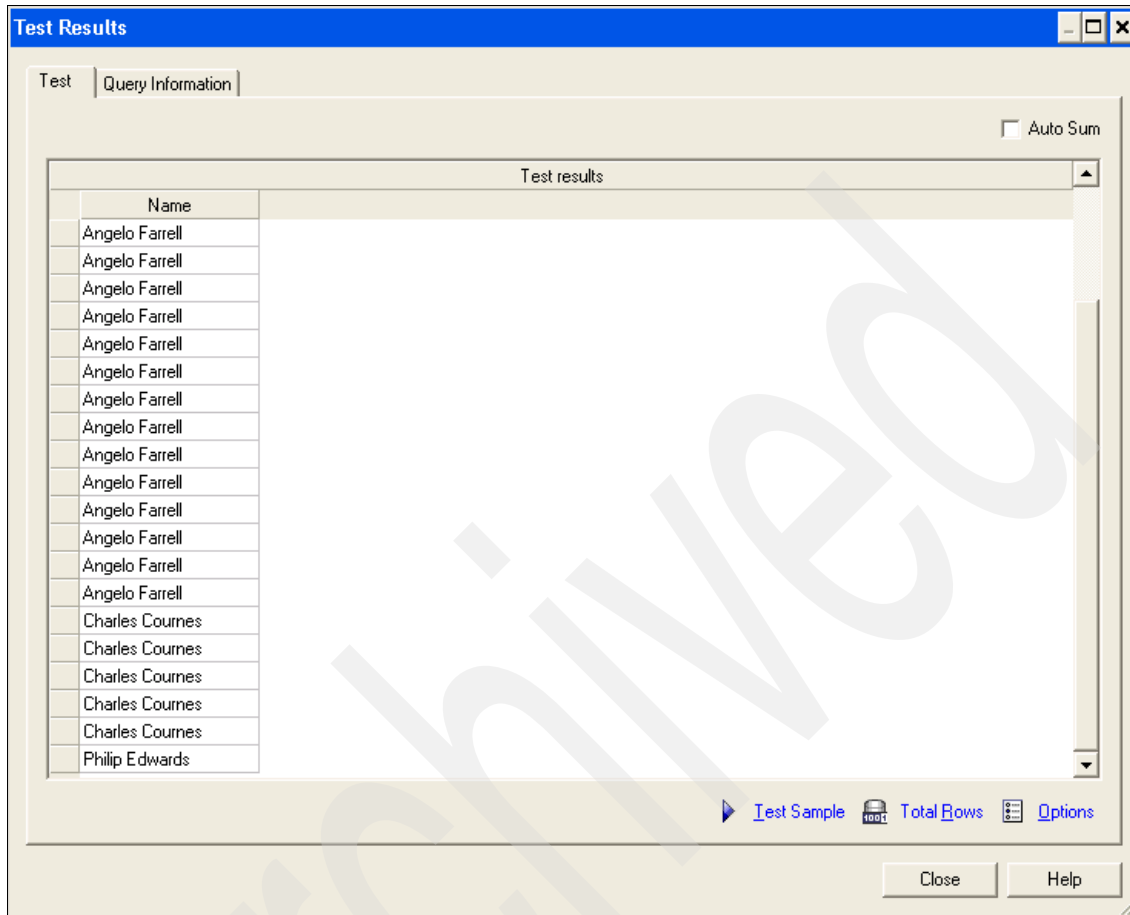 Test Results
Test
Query Information
Auto Sum
Test results
Name
Angelo Farrell
Angelo Farrell
Angelo Farrell
Angelo Farrell
Angelo Farrell
Angelo Farrell
Angelo Farrell
Angelo Farrell
Angelo Farrell
Angelo Farrell
Angelo Farrell
Angelo Farrell
Angelo Farrell
Angelo Farrell
Charles Cournes
Charles Cournes
Charles Cournes
Charles Cournes
Charles Cournes
Philip Edwards
Test Sample
1001
Total Rows
Options
Close
Help